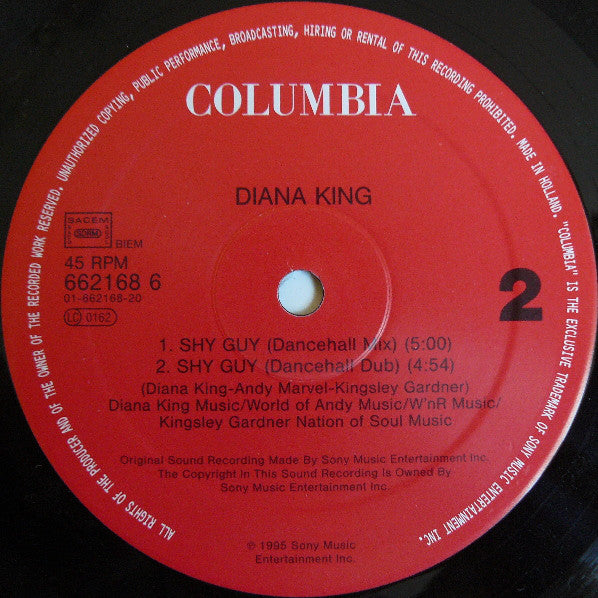 ALL RIGHTS OF THE PRODUCER AND OF THE OWNER OF THE RECORDED WORK RESERVED. UNAUTHORIZED COPYING, PUBLIC PERFORMANCE, BROADCASTING, HIRING OR RENTAL OF THIS RECORDING PROHIBITED. MADE IN HOLLAND. "COLUMBIA" IS THE EXCLUSIVE TRADEMARK OF SONY MUSIC ENTERTAINMENT INC.
COLUMBIA
DIANA KING
SACEM
SDRM
BIEM
45 RPM
662168 6
01-662168-20
LC 0162
2
1. SHY GUY (Dancehall Mix) (5:00)
2. SHY GUY (Dancehall Dub) (4:54)
(Diana King-Andy Marvel-Kingsley Gardner)
Diana King Music/World of Andy Music/W'nR Music/
Kingsley Gardner Nation of Soul Music
Original Sound Recording Made By Sony Music Entertainment Inc.
The Copyright In This Sound Recording Is Owned By
Sony Music Entertainment Inc.
℗ 1995 Sony Music
Entertainment Inc.